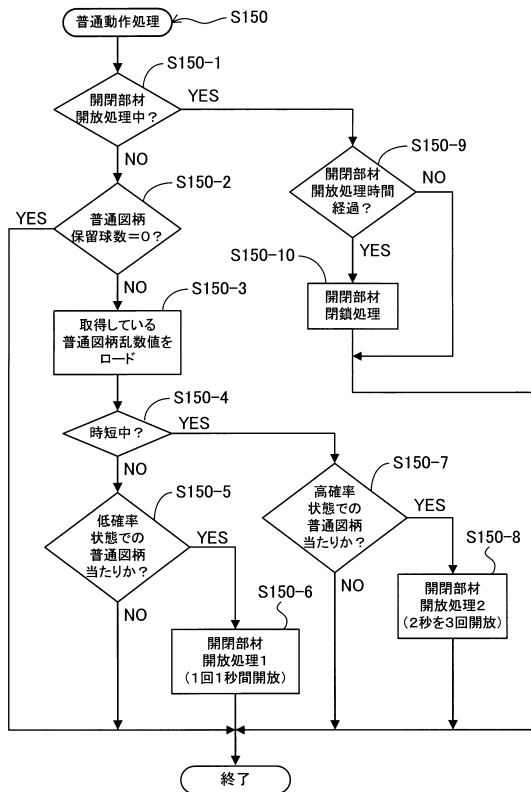 普通動作処理
S150
S150-1
開閉部材
開放処理中？
YES
NO
S150-9
開閉部材
開放処理時間
経過？
NO
YES
S150-2
普通図柄
保留球数＝０？
YES
NO
S150-10
開閉部材
閉鎖処理
S150-3
取得している
普通図柄乱数値を
ロード
S150-4
時短中？
YES
NO
S150-7
高確率
状態での
普通図柄
当たりか？
YES
NO
S150-5
低確率
状態での
普通図柄
当たりか？
YES
NO
S150-8
開閉部材
開放処理２
（２秒を３回開放）
S150-6
開閉部材
開放処理１
（１回１秒間開放）
終了